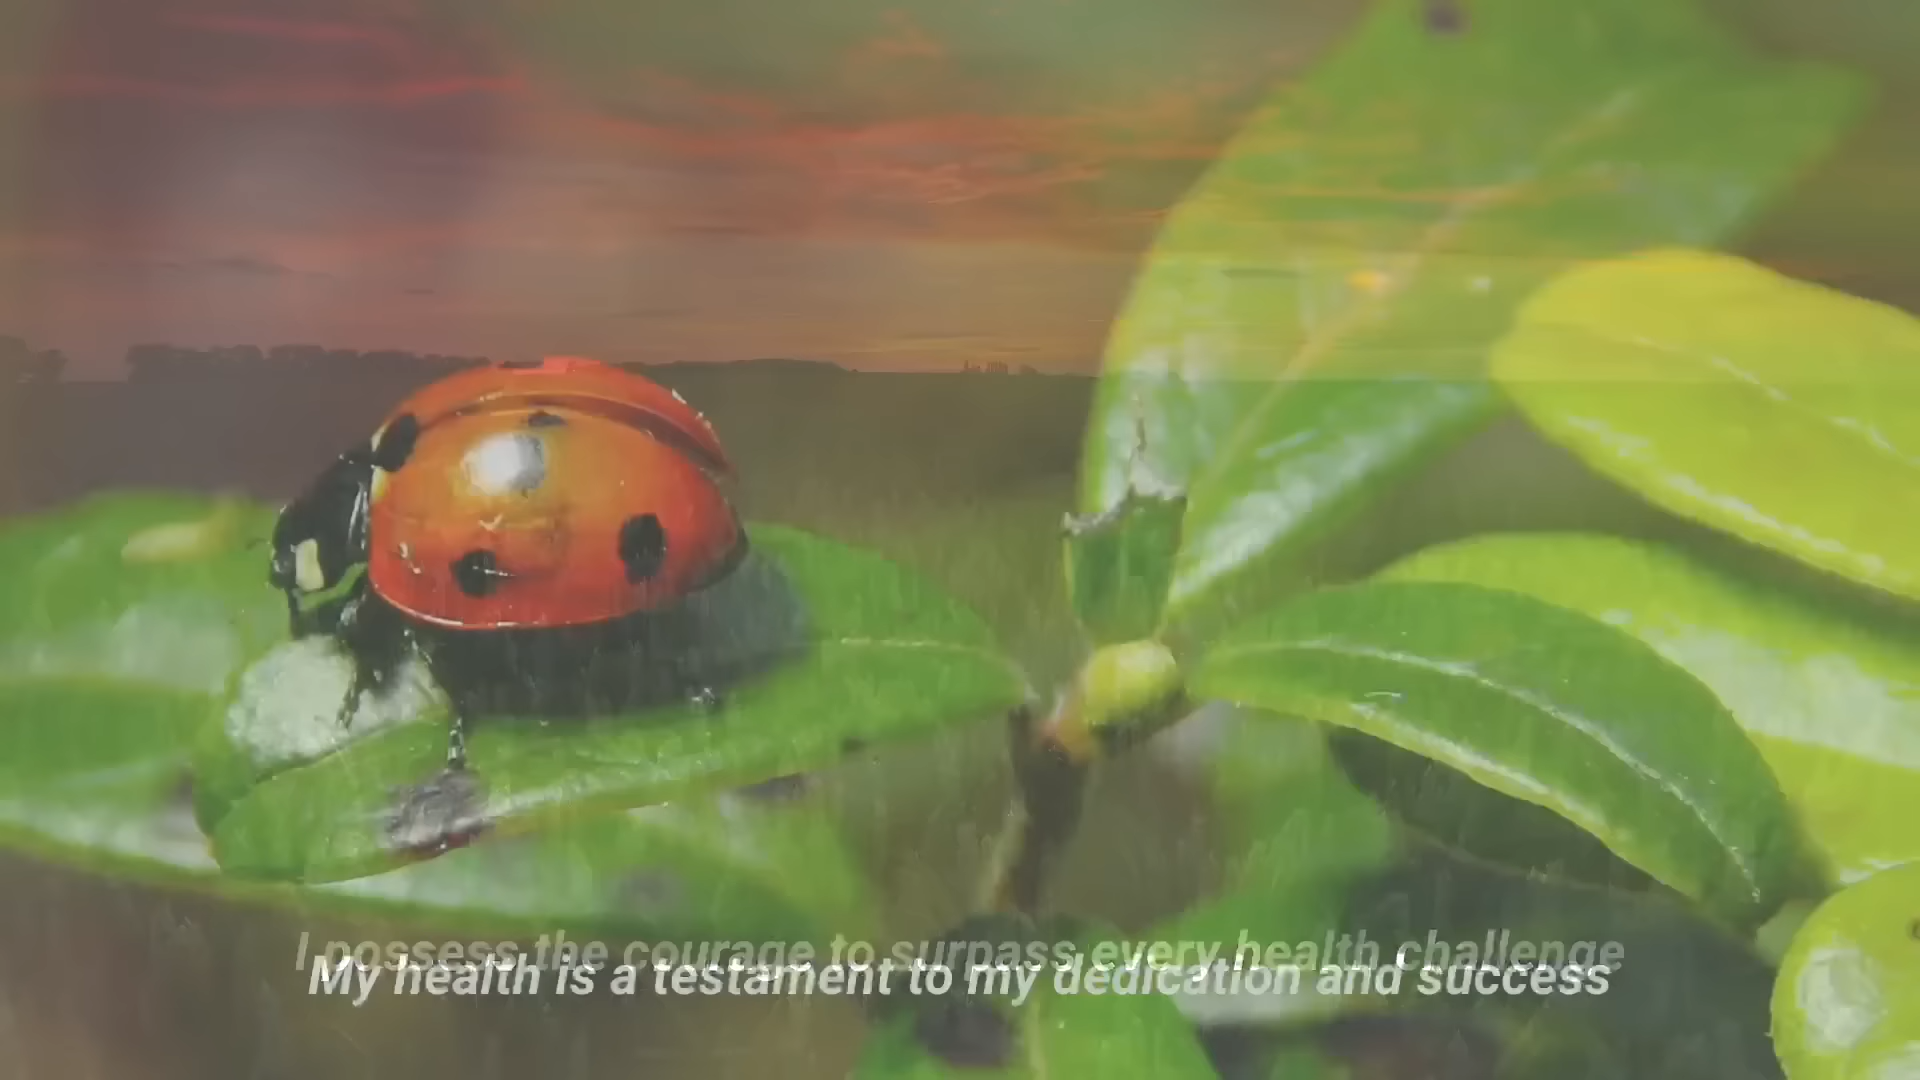 I possess the courage to surpass every health challenge
My health is a testament to my dedication and success